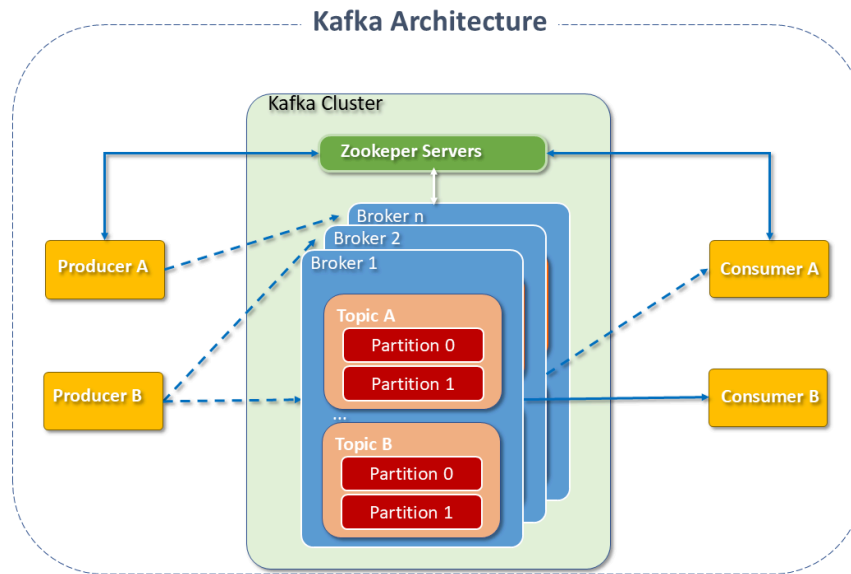 Kafka Architecture
Kafka Cluster
Zookeper Servers
Broker n
Broker 2
Broker 1
Producer A
Consumer A
Topic A
Partition 0
Partition 1
Producer B
Consumer B
...
Topic B
Partition 0
Partition 1